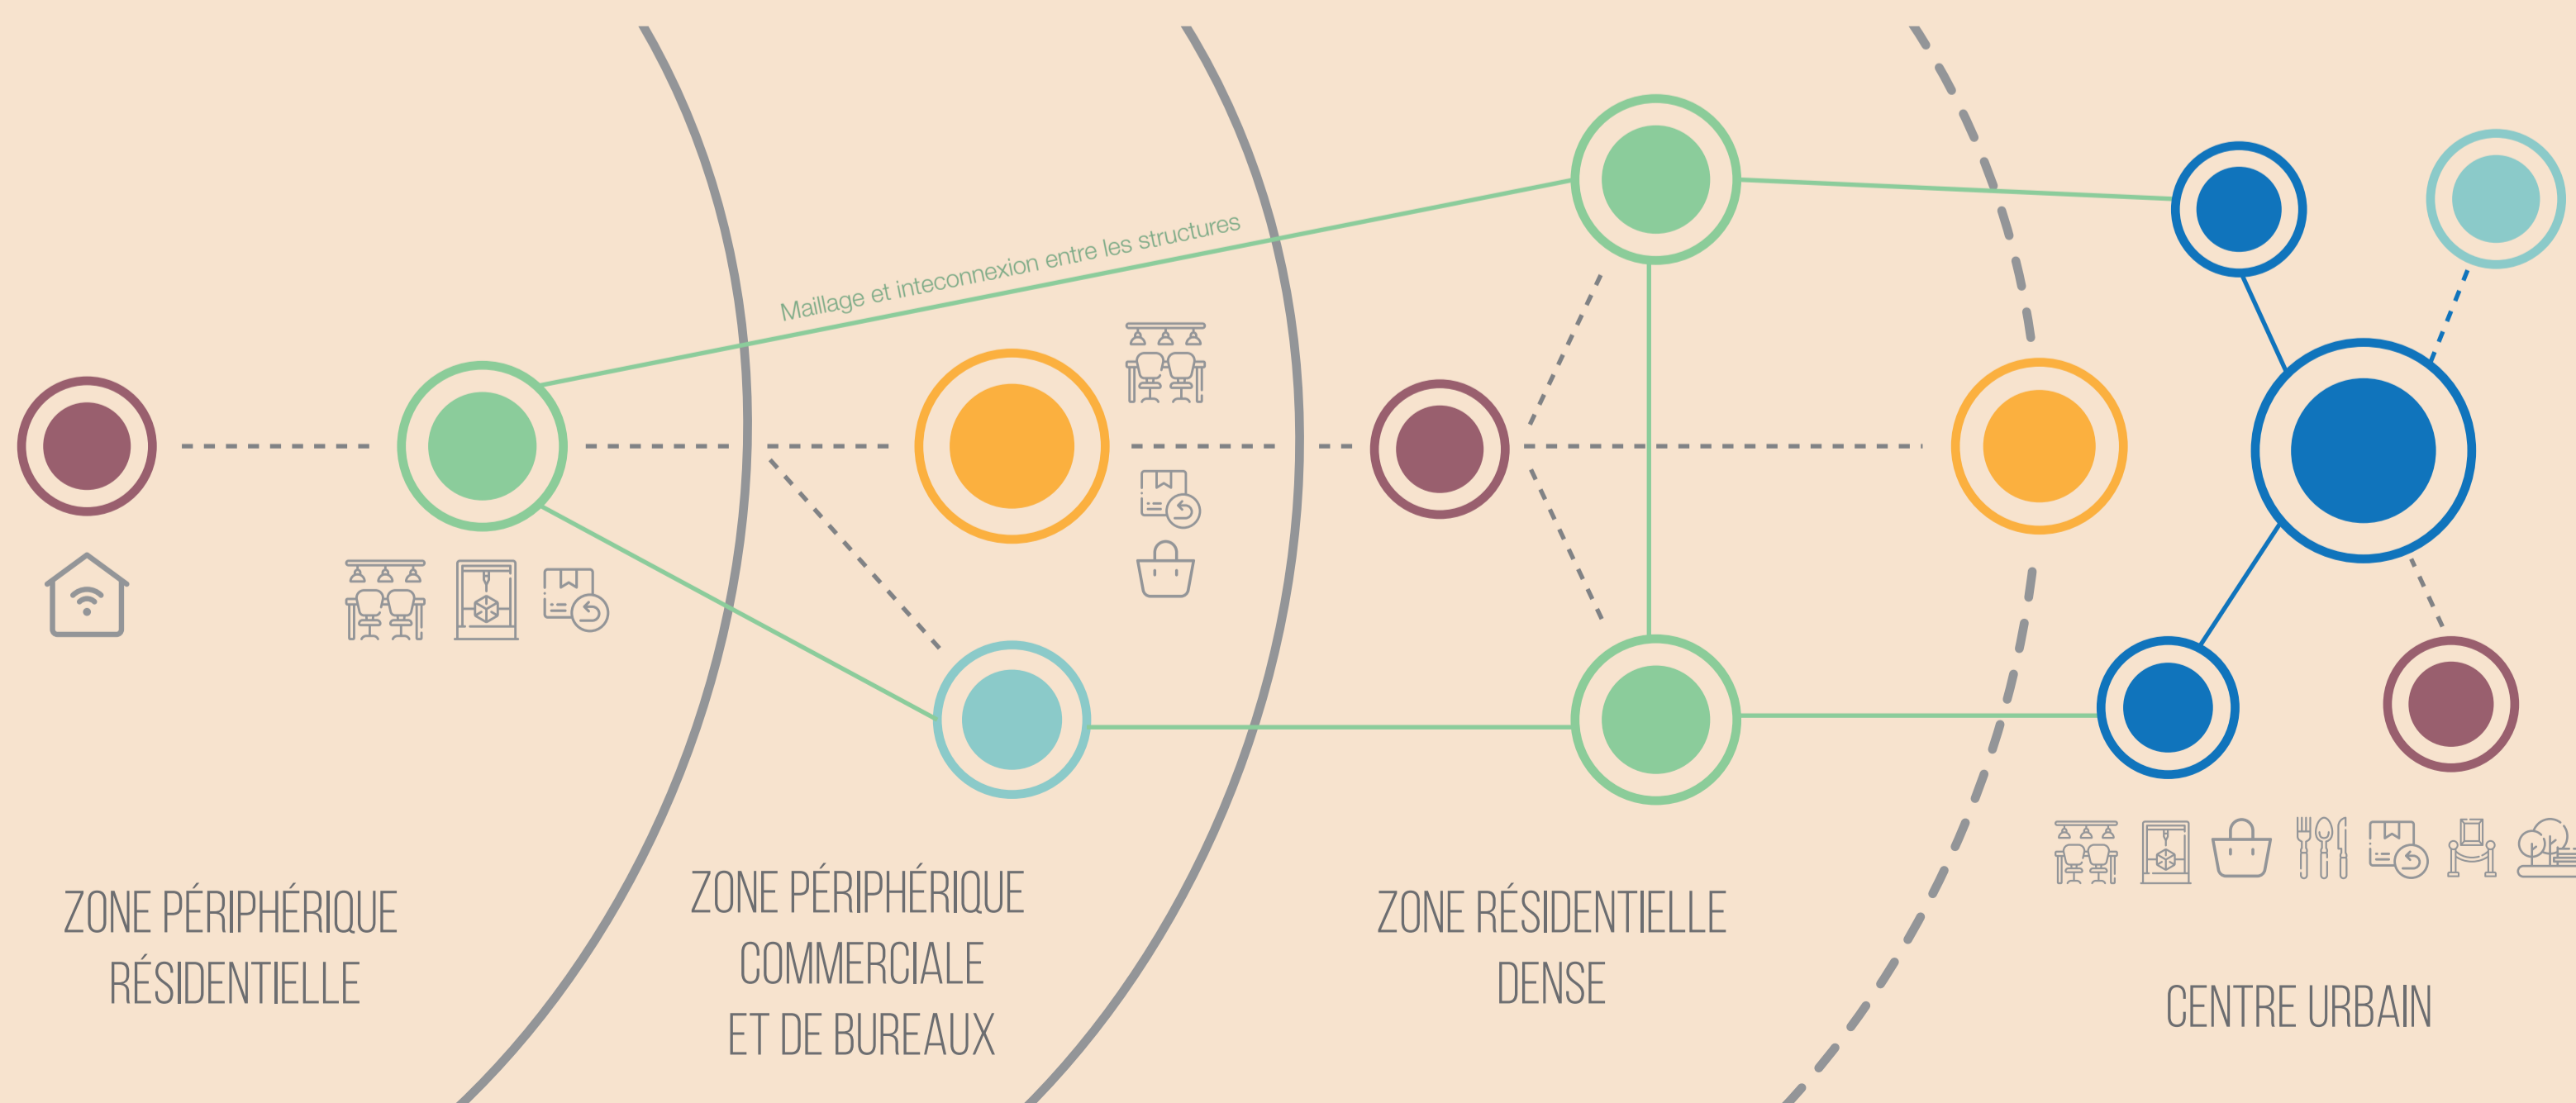 Maillage et inteconnexion entre les structures
ZONE PÉRIPHÉRIQUE
RÉSIDENTIELLE
ZONE PÉRIPHÉRIQUE
COMMERCIALE
ET DE BUREAUX
ZONE RÉSIDENTIELLE
DENSE
CENTRE URBAIN